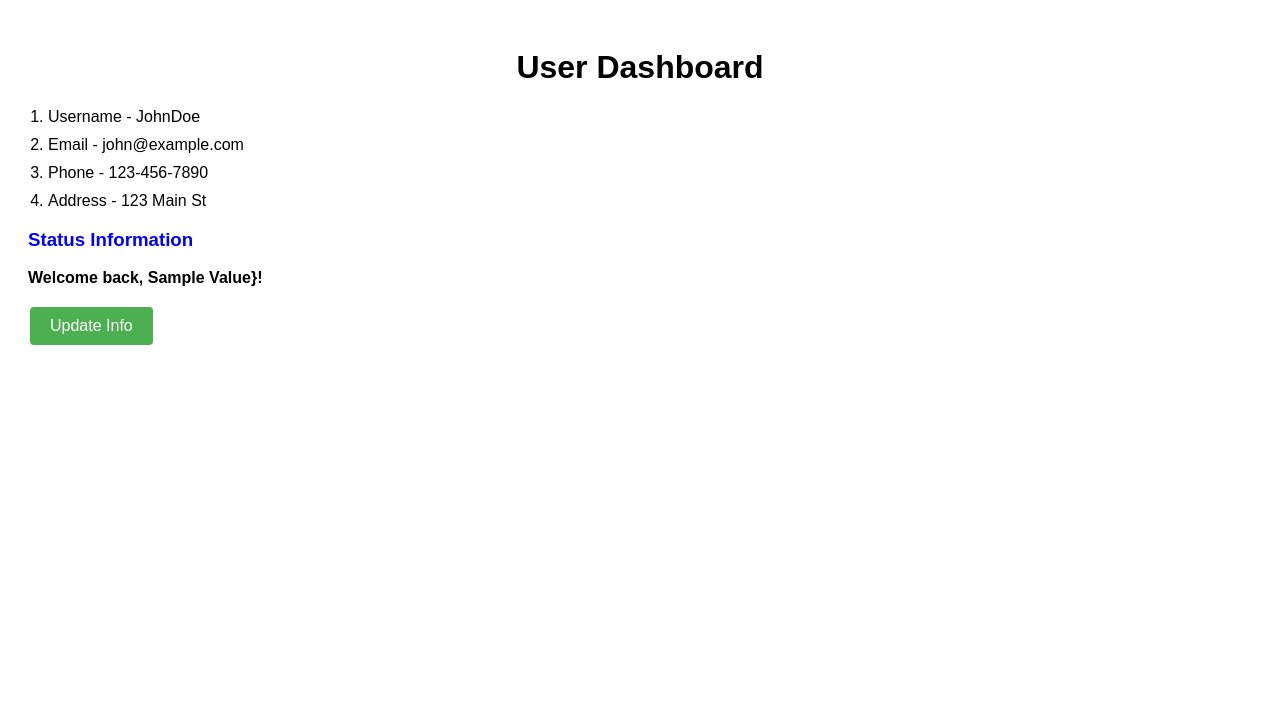 User Dashboard
1. Username - JohnDoe
2. Email - john@example.com
3. Phone - 123-456-7890
4. Address - 123 Main St
Status Information
Welcome back, Sample Value}!
Update Info